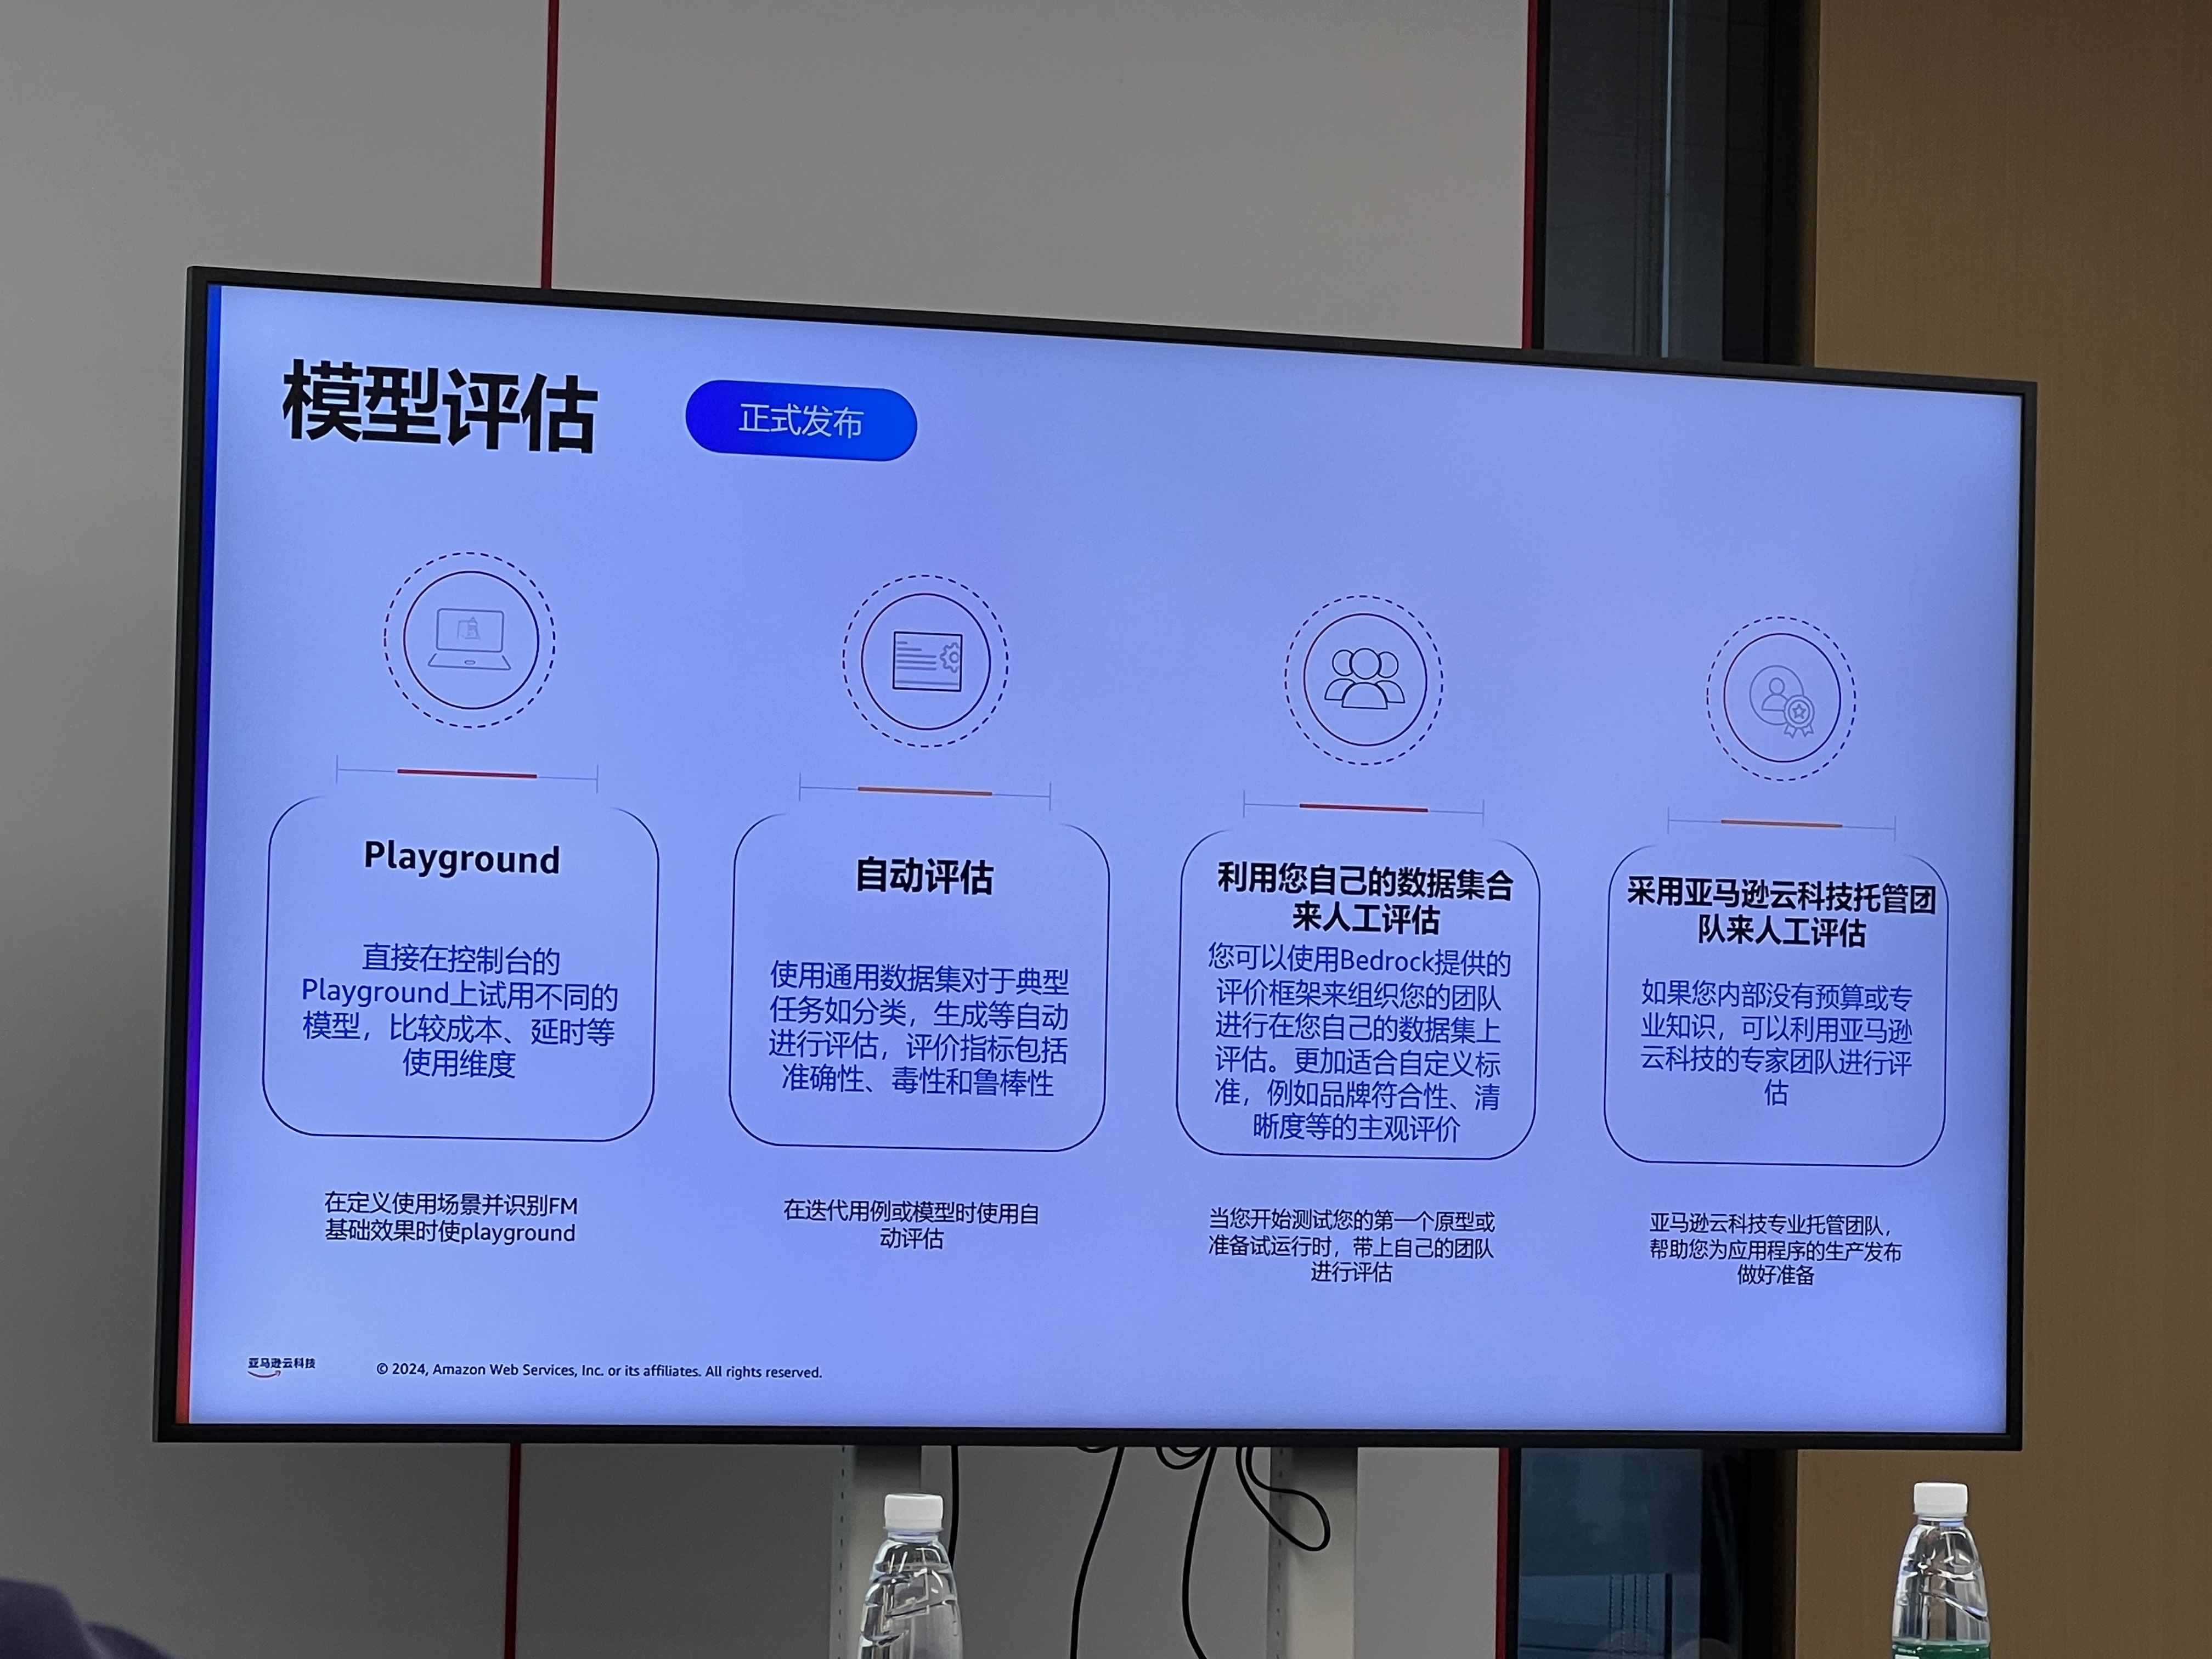 模型评估
正式发布
Playground
直接在控制台的
Playground上试用不同的
模型，比较成本、延时等
使用维度
在定义使用场景并识别FM
基础效果时使playground
自动评估
使用通用数据集对于典型
任务如分类，生成等自动
进行评估，评价指标包括
准确性、毒性和鲁棒性
在迭代用例或模型时使用自
动评估
利用您自己的数据集合
来人工评估
您可以使用Bedrock提供的
评价框架来组织您的团队
进行在您自己的数据集上
评估。更加适合自定义标
准，例如品牌符合性、清
晰度等的主观评价
当您开始测试您的第一个原型或
准备试运行时，带上自己的团队
进行评估
采用亚马逊云科技托管团
队来人工评估
如果您内部没有预算或专
业知识，可以利用亚马逊
云科技的专家团队进行评
估
亚马逊云科技专业托管团队，
帮助您为应用程序的生产发布
做好准备
亚马逊云科技
© 2024, Amazon Web Services, Inc. or its affiliates. All rights reserved.